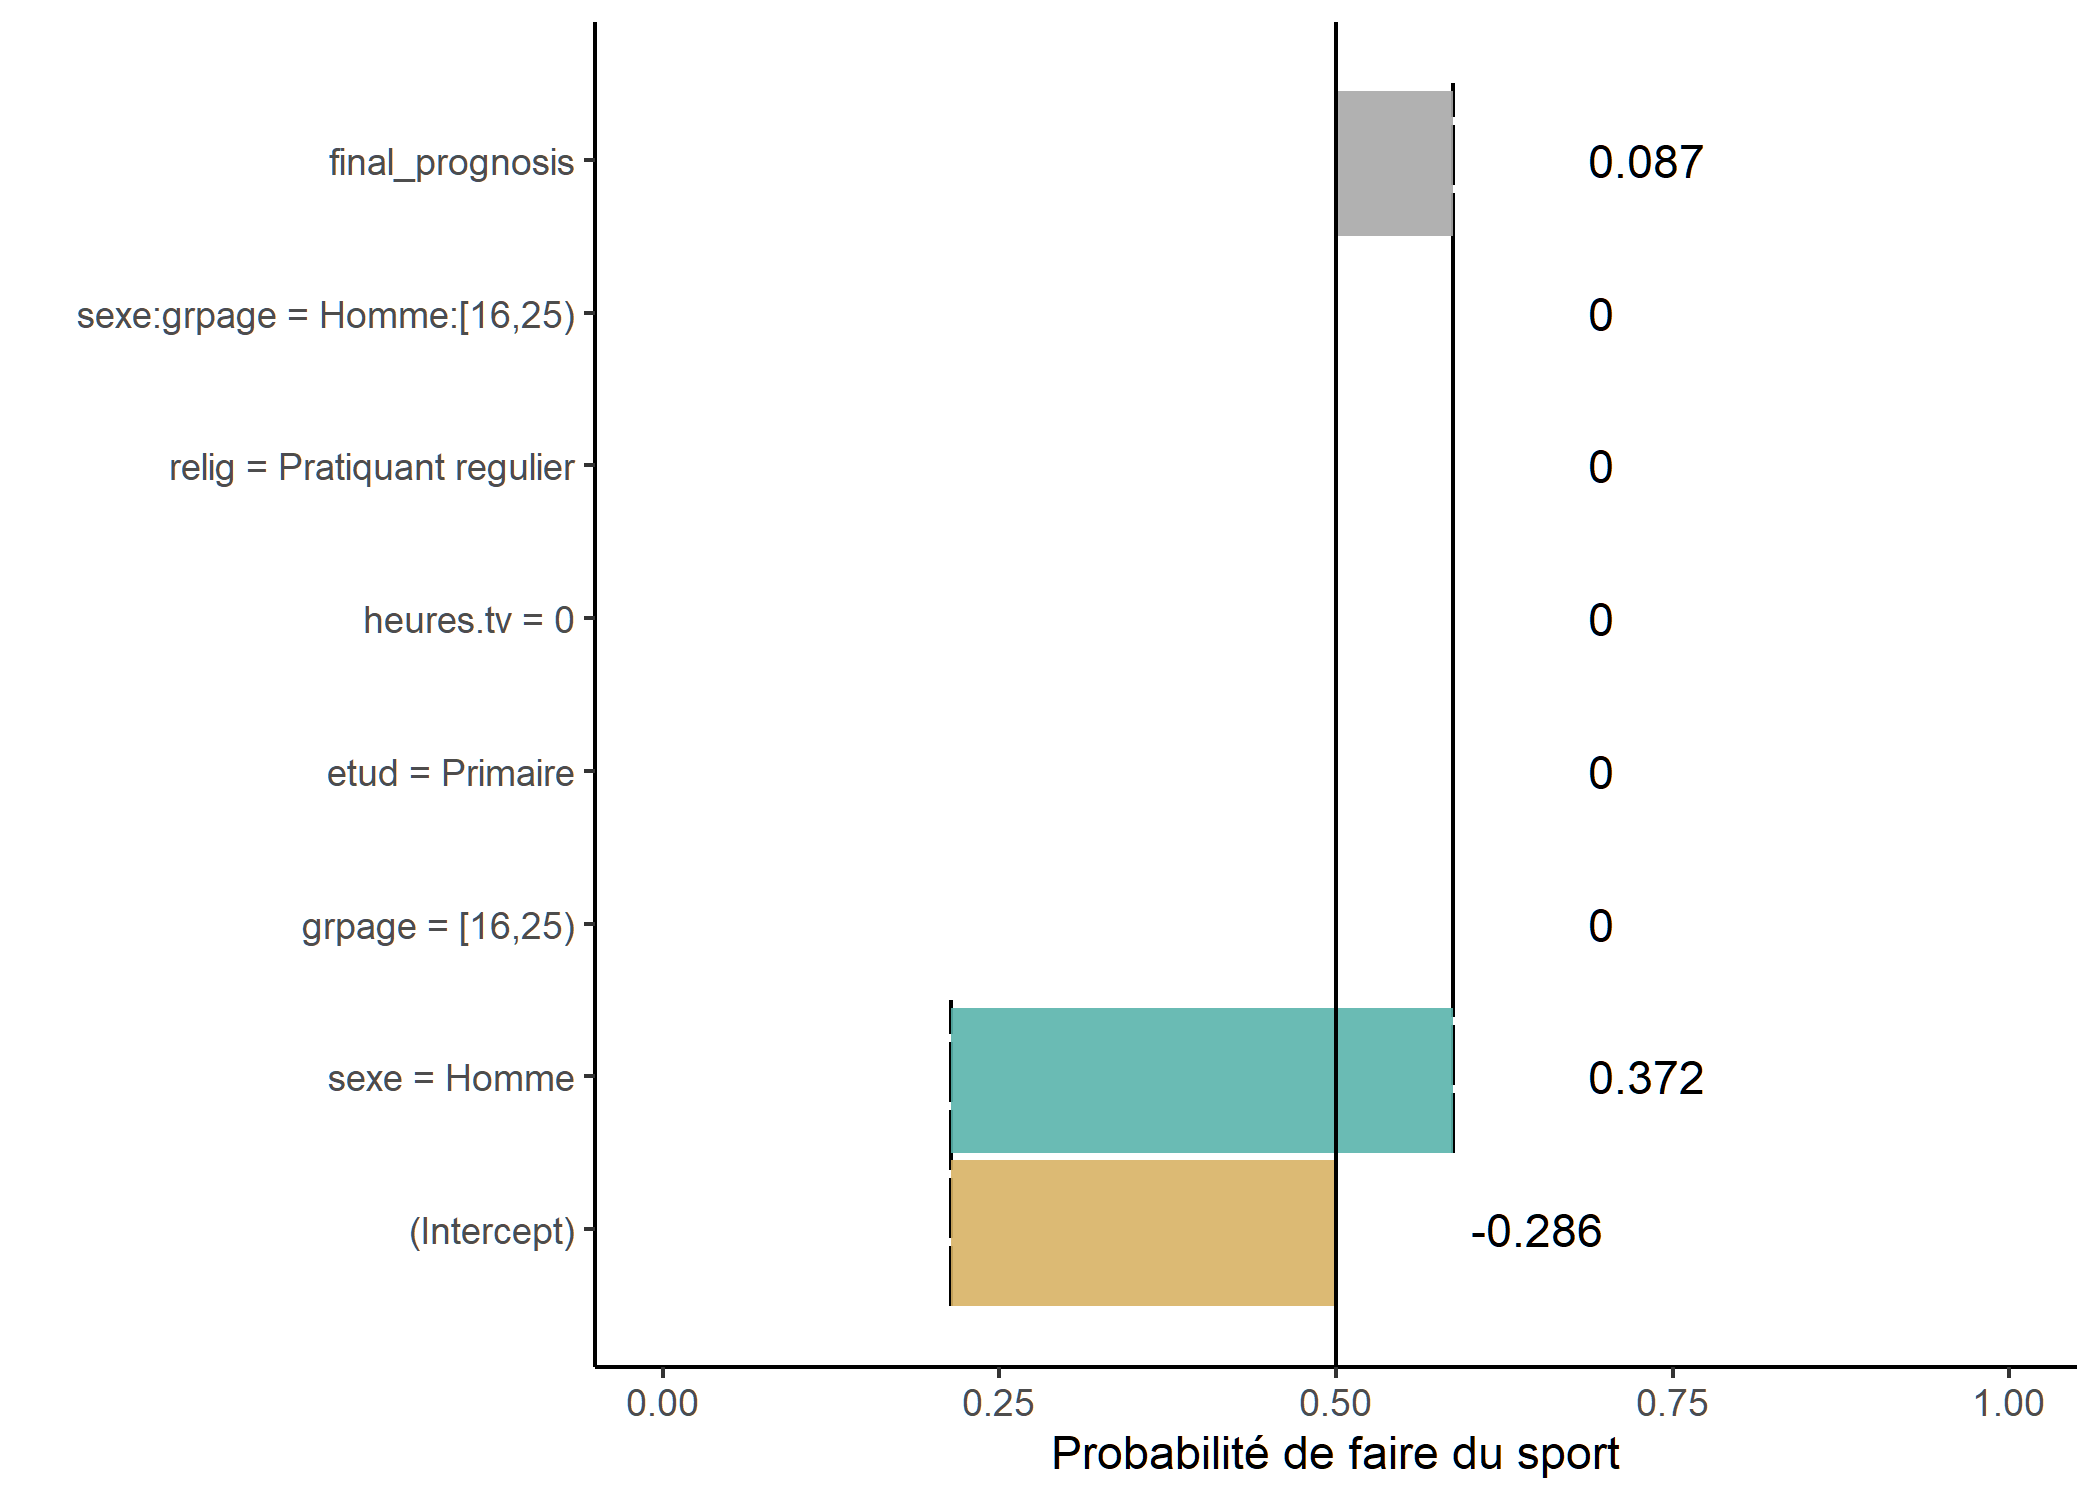 final_prognosis 0.087
sexe:grpage = Homme:[16,25) 0
relig = Pratiquant regulier 0
heures.tv = 0 0
etud = Primaire 0
grpage = [16,25) 0
sexe = Homme 0.372
(Intercept) -0.286
0.00 0.25 0.50 0.75 1.00
Probabilité de faire du sport